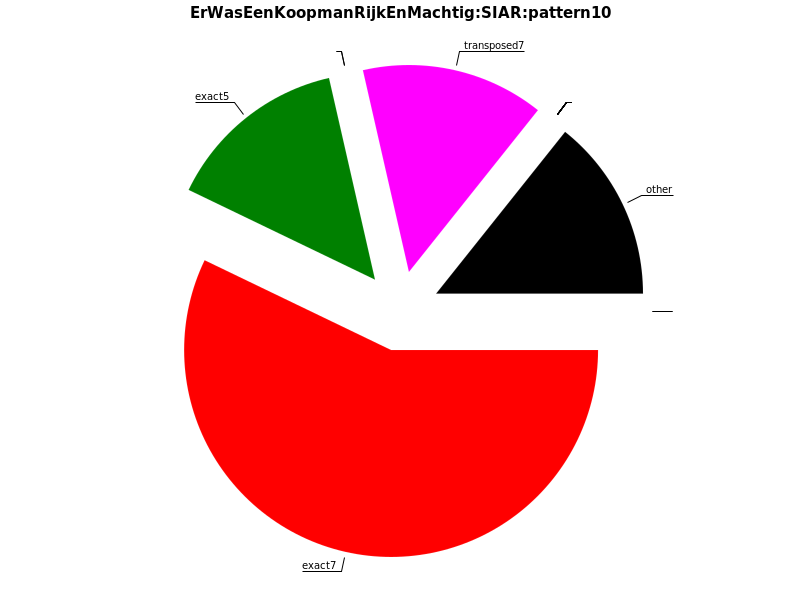 ErWasEenKoopmanRijkEnMachtig:SIAR:pattern10
transposed7
exact5
other
exact7